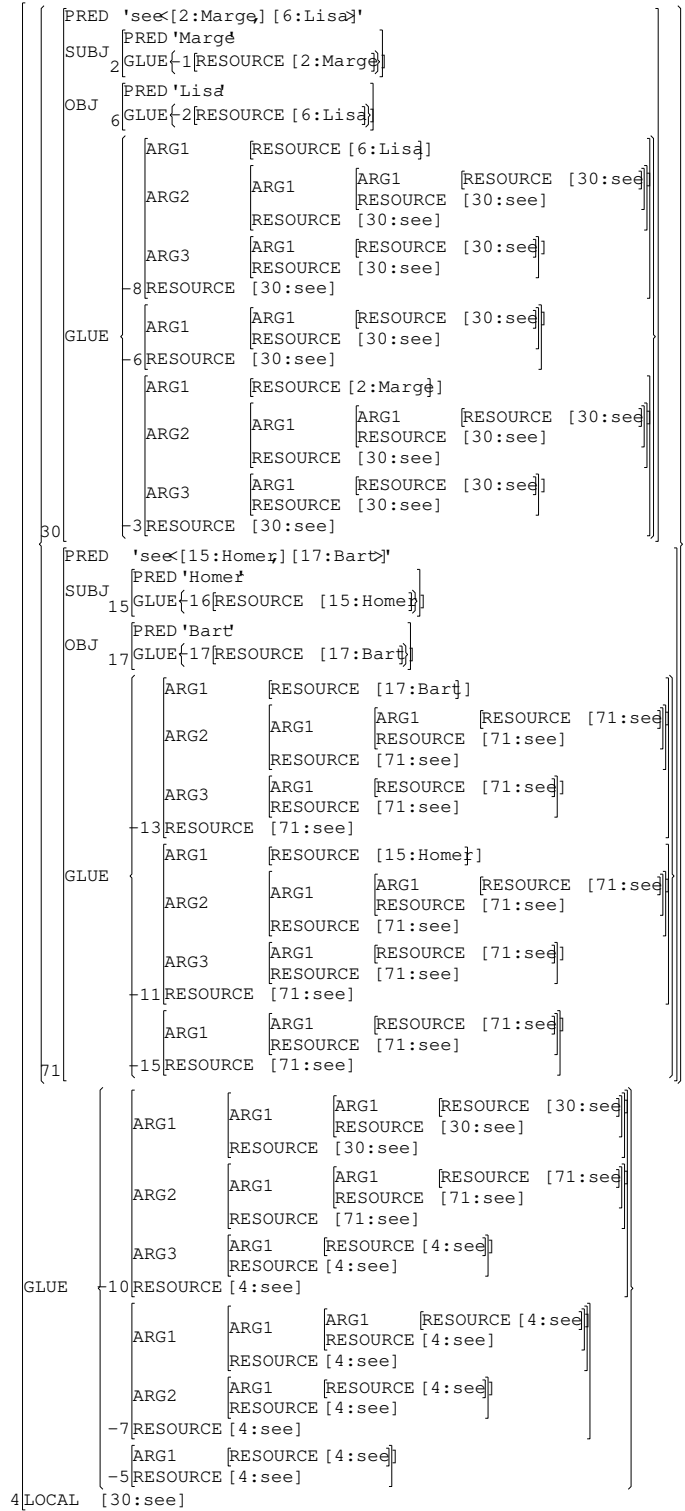 PRED 'see<[2:Marge], [6:Lisa]>'
PRED 'Marge'
SUBJ
2 GLUE -1 RESOURCE [2:Marge]
PRED 'Lisa'
OBJ
6 GLUE -2 RESOURCE [6:Lisa]
ARG1 RESOURCE [6:Lisa]
ARG1 RESOURCE [30:see]
ARG2 ARG1 RESOURCE [30:see]
RESOURCE [30:see]
ARG1 RESOURCE [30:see]
ARG3 RESOURCE [30:see]
-8 RESOURCE [30:see]
ARG1 RESOURCE [30:see]
GLUE ARG1 RESOURCE [30:see]
-6 RESOURCE [30:see]
ARG1 RESOURCE [2:Marge]
ARG1 RESOURCE [30:see]
ARG2 ARG1 RESOURCE [30:see]
RESOURCE [30:see]
ARG1 RESOURCE [30:see]
ARG3 RESOURCE [30:see]
30 -3 RESOURCE [30:see]
PRED 'see<[15:Homer], [17:Bart]>'
PRED 'Homer'
SUBJ
15 GLUE -16 RESOURCE [15:Homer]
PRED 'Bart'
OBJ
17 GLUE -17 RESOURCE [17:Bart]
ARG1 RESOURCE [17:Bart]
ARG1 RESOURCE [71:see]
ARG2 ARG1 RESOURCE [71:see]
RESOURCE [71:see]
ARG1 RESOURCE [71:see]
ARG3 RESOURCE [71:see]
-13 RESOURCE [71:see]
ARG1 RESOURCE [15:Homer]
GLUE ARG1 RESOURCE [71:see]
ARG2 ARG1 RESOURCE [71:see]
RESOURCE [71:see]
ARG1 RESOURCE [71:see]
ARG3 RESOURCE [71:see]
-11 RESOURCE [71:see]
ARG1 RESOURCE [71:see]
ARG1 RESOURCE [71:see]
71 -15 RESOURCE [71:see]
ARG1 RESOURCE [30:see]
ARG1 ARG1 RESOURCE [30:see]
RESOURCE [30:see]
ARG1 RESOURCE [71:see]
ARG2 ARG1 RESOURCE [71:see]
RESOURCE [71:see]
ARG1 RESOURCE [4:see]
ARG3 RESOURCE [4:see]
GLUE -10 RESOURCE [4:see]
ARG1 RESOURCE [4:see]
ARG1 ARG1 RESOURCE [4:see]
RESOURCE [4:see]
ARG1 RESOURCE [4:see]
ARG2 RESOURCE [4:see]
-7 RESOURCE [4:see]
ARG1 RESOURCE [4:see]
-5 RESOURCE [4:see]
4 LOCAL [30:see]